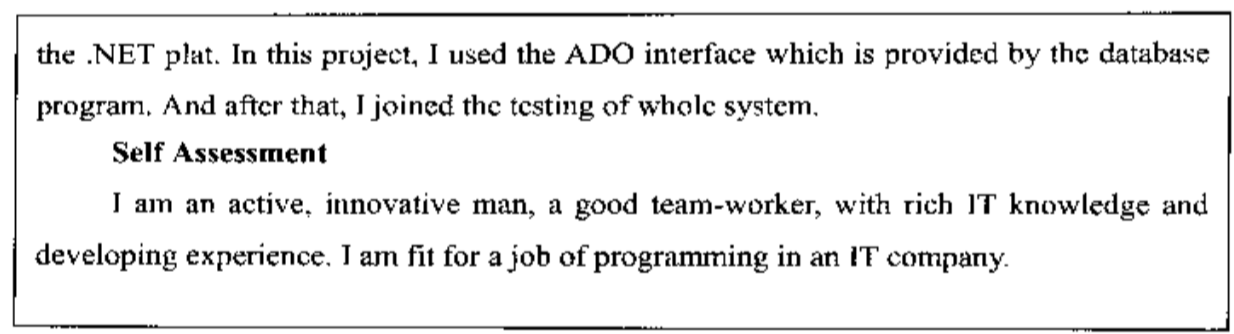 the .NET plat. In this project, I used the ADO interface which is provided by the database
program. And after that, I joined the testing of whole system.
Self Assessment
I am an active, innovative man, a good team-worker, with rich IT knowledge and
developing experience. I am fit for a job of programming in an IT company.